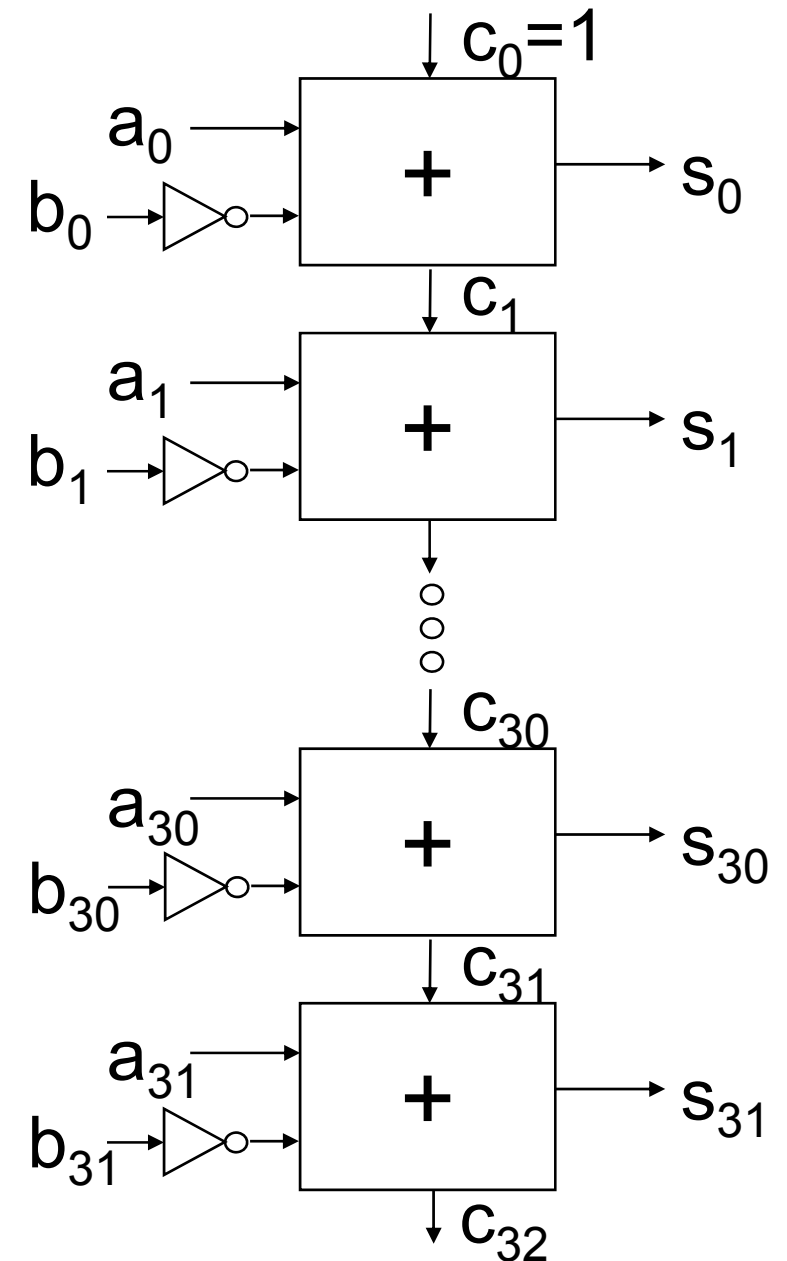 c₀=1
a₀
+
s₀
b₀
c₁
a₁
+
s₁
b₁
c₃₀
a₃₀
+
s₃₀
b₃₀
c₃₁
a₃₁
+
s₃₁
b₃₁
c₃₂